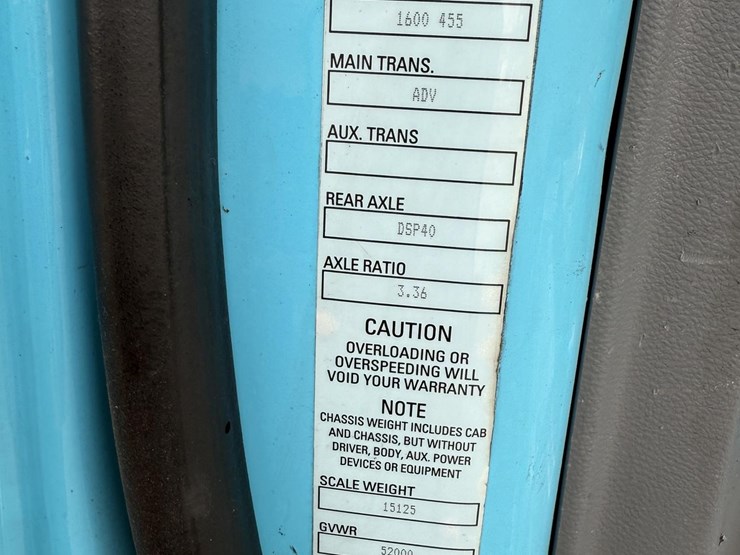 1600 455
MAIN TRANS.
ADV
AUX. TRANS
REAR AXLE
DSP40
AXLE RATIO
3.36
CAUTION
OVERLOADING OR
OVERSPEEDING WILL
VOID YOUR WARRANTY
NOTE
CHASSIS WEIGHT INCLUDES CAB
AND CHASSIS, BUT WITHOUT
DRIVER, BODY, AUX. POWER
DEVICES OR EQUIPMENT
SCALE WEIGHT
15125
GVWR
52000